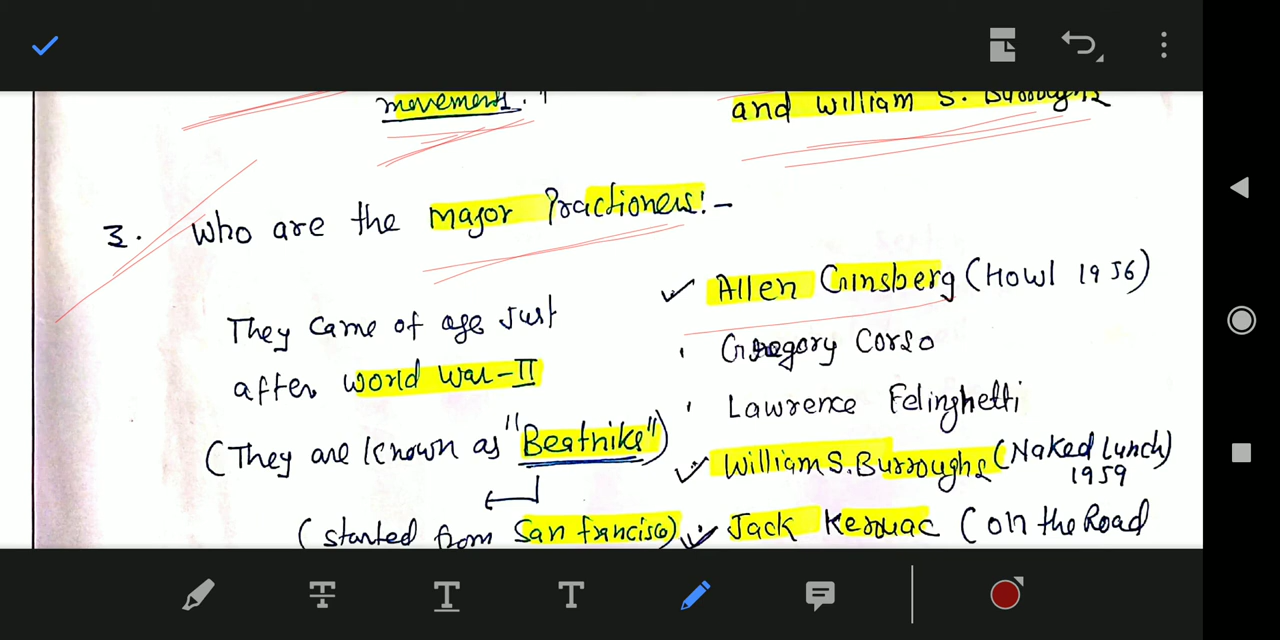 movement."
and William S. Burroughs
3. Who are the major Practioners:-
They came of age just
after world war-II
(They are known as "Beatniks")
(started from San francisco)
✓ Allen Ginsberg (Howl 1956)
Gregory Corso
Lawrence Felinghetti
✓ William S. Burroughs (Naked Lunch)
1959
✓ Jack Kerouac (on the Road
T
T
T